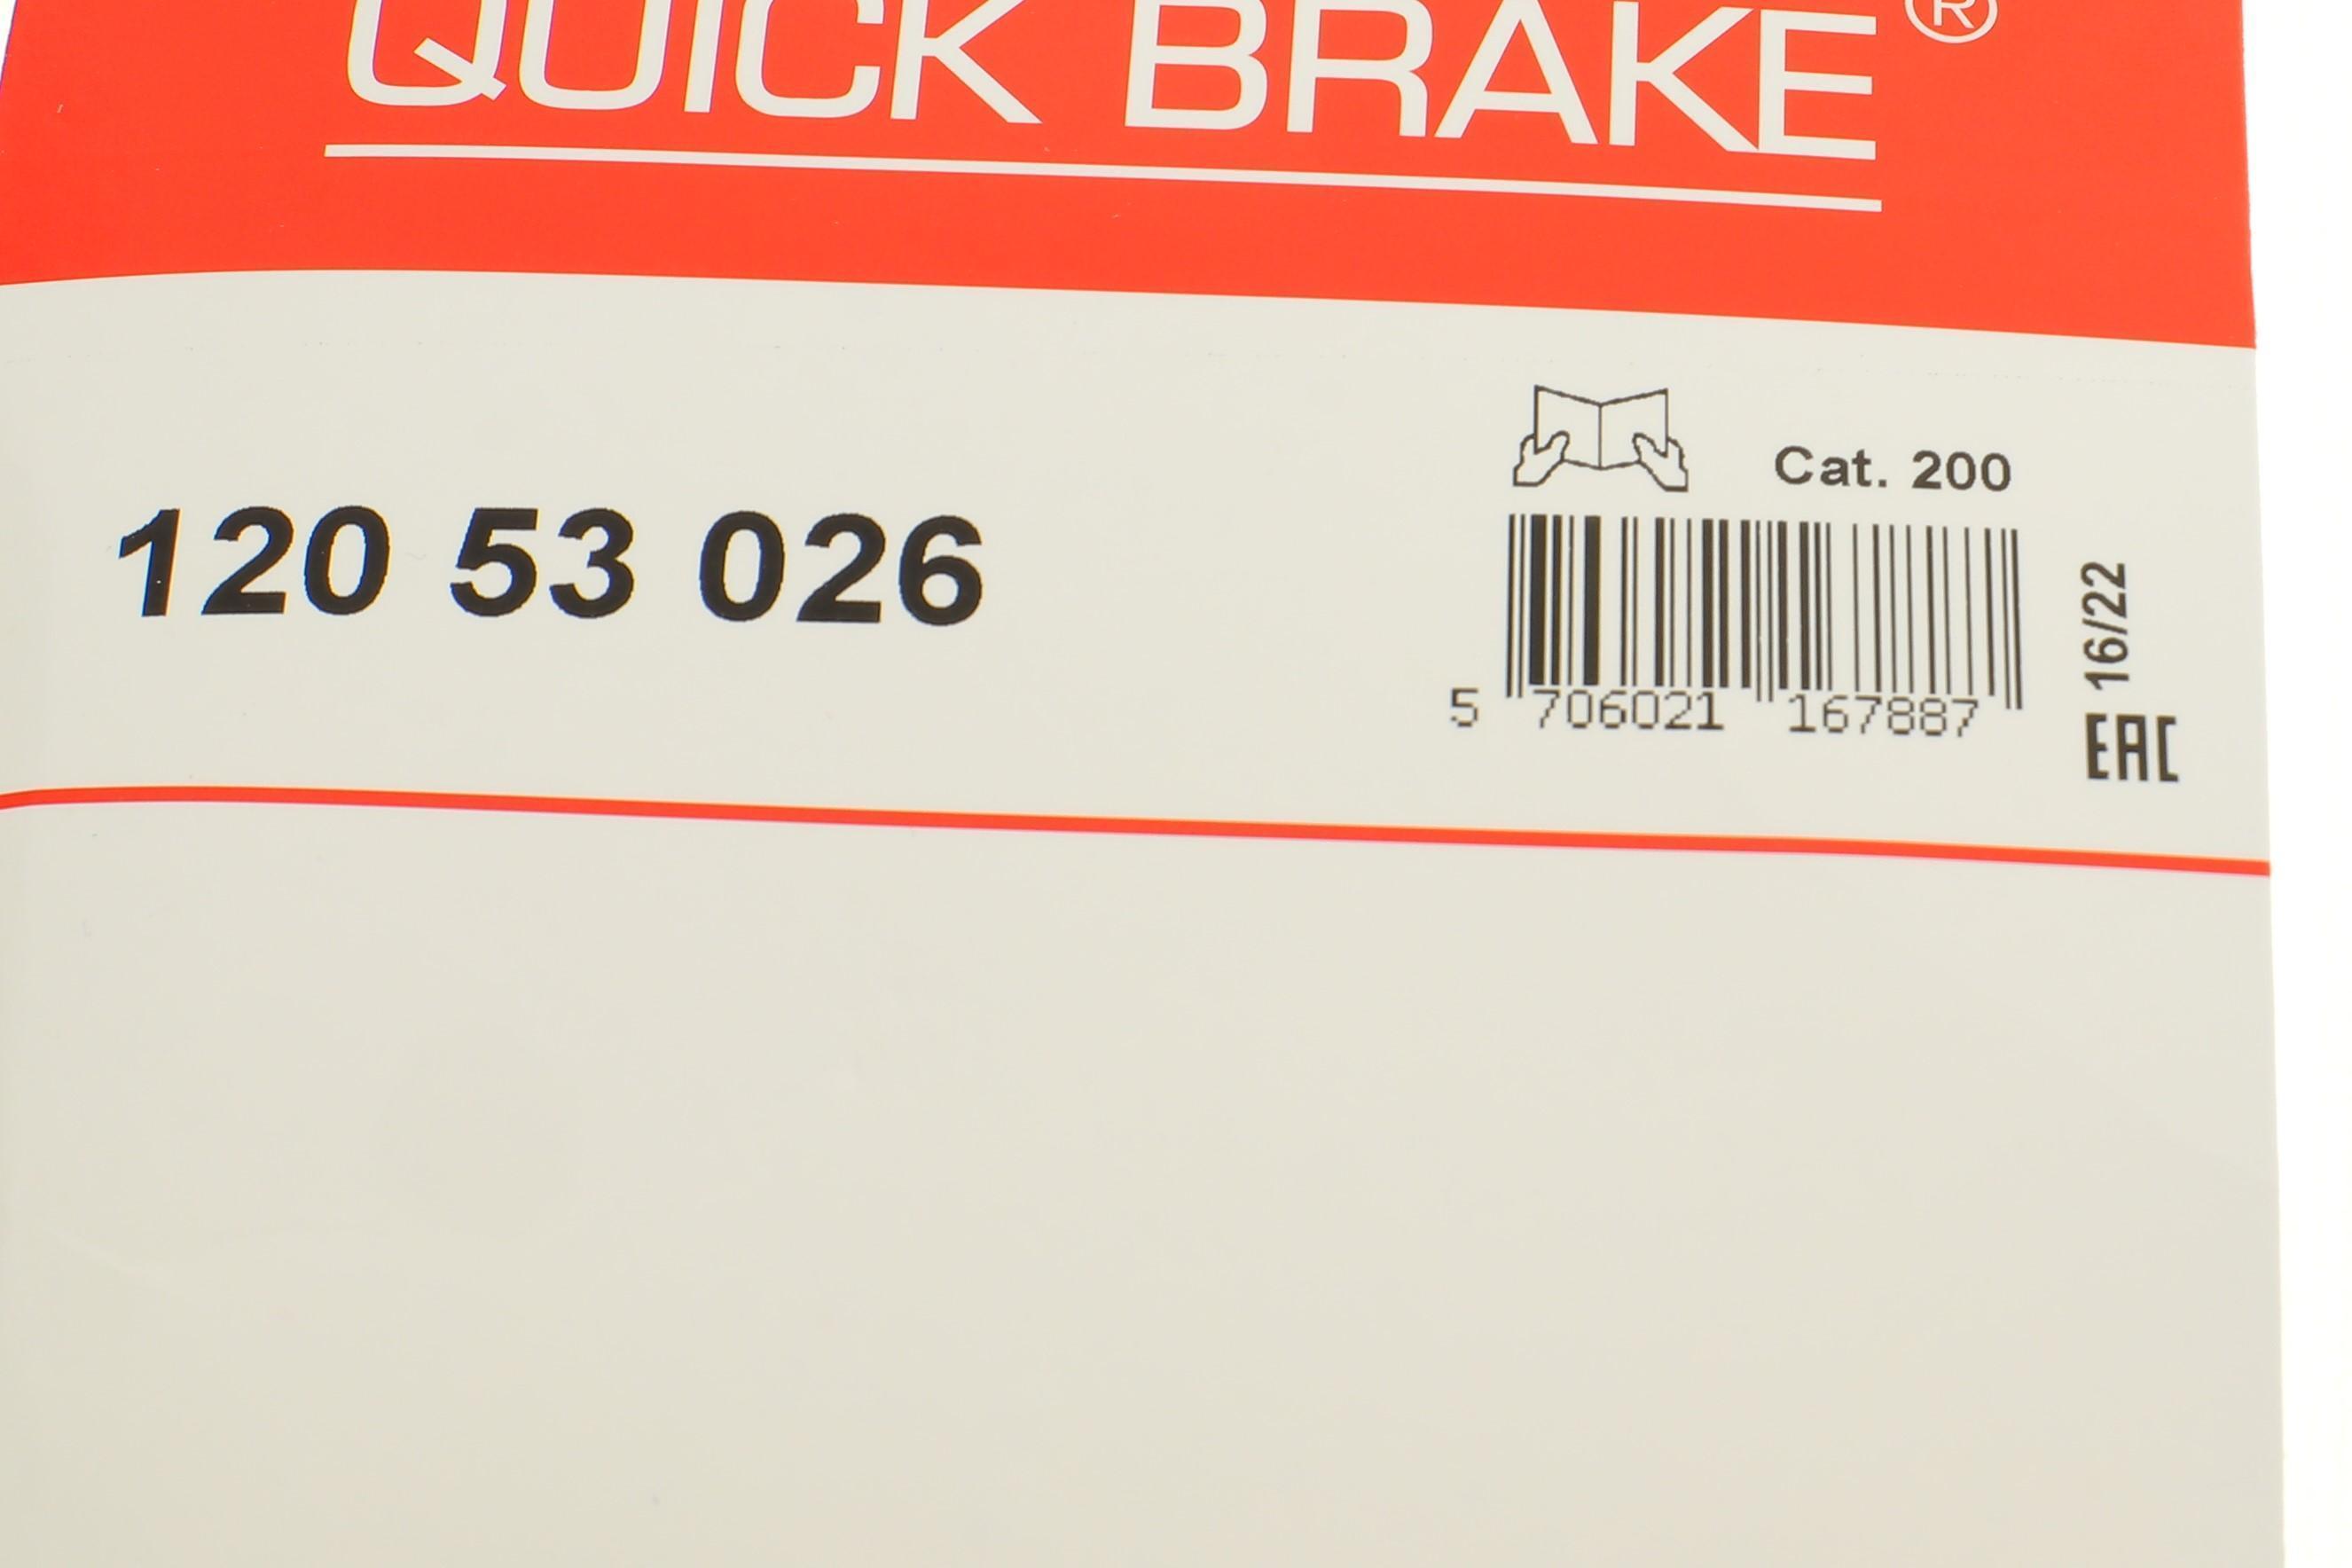 QUICK BRAKE®
Cat. 200
120 53 026
5 706021 167887
16/22
EAC